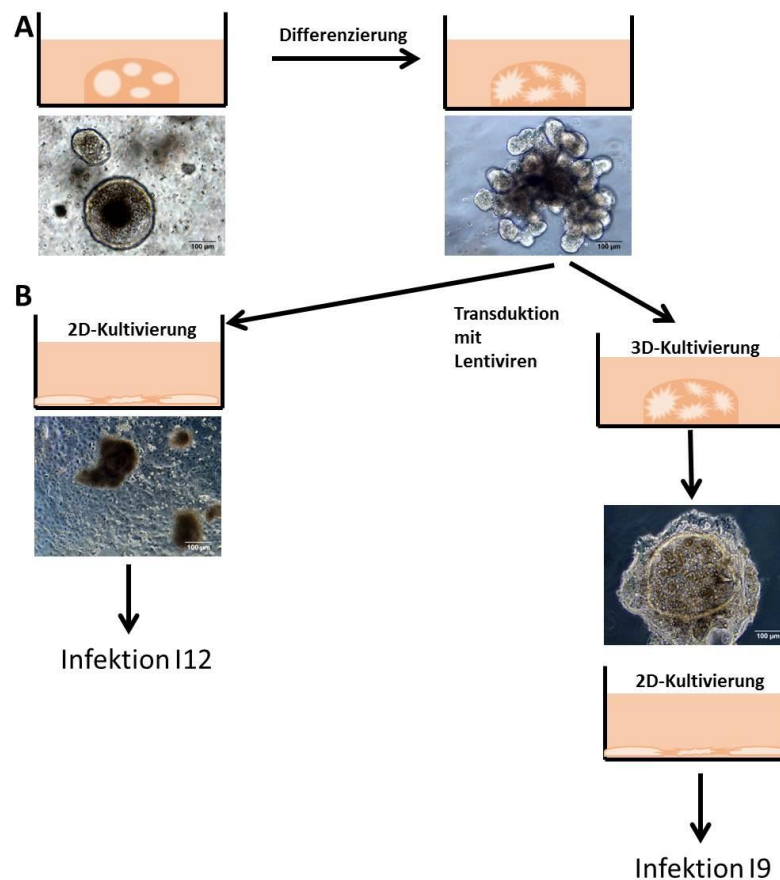 A
Differenzierung
100 µm
100 µm
B
2D-Kultivierung
Transduktion
mit
Lentiviren
3D-Kultivierung
100 µm
100 µm
Infektion I12
2D-Kultivierung
Infektion I9